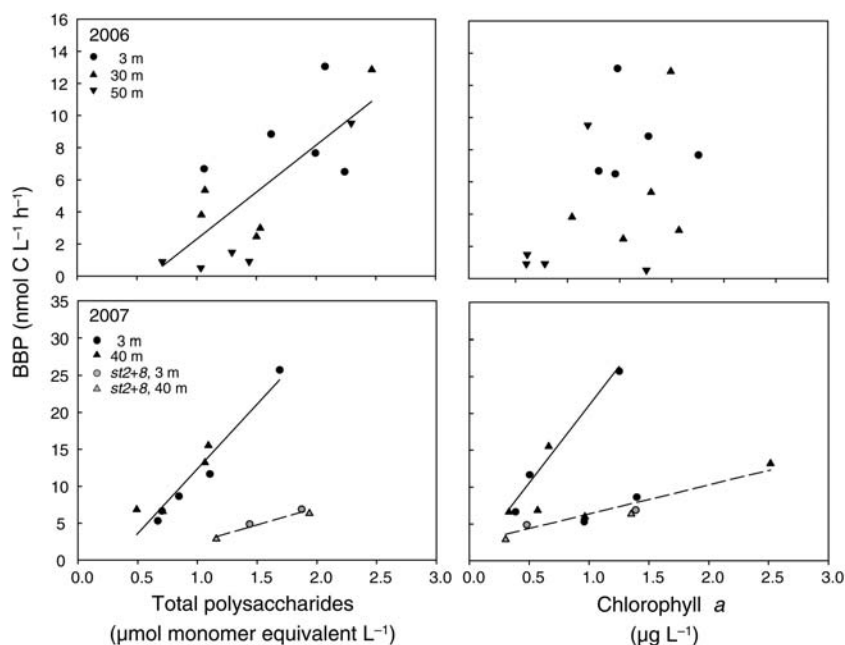 16
14
12
10
8
6
4
2
0
2006
3 m
30 m
50 m
BBP (nmol C L⁻¹ h⁻¹)
35
30
25
20
15
10
5
0
2007
3 m
40 m
st2+8, 3 m
st2+8, 40 m
0.0 0.5 1.0 1.5 2.0 2.5 3.0
Total polysaccharides
(µmol monomer equivalent L⁻¹)
0.0 0.5 1.0 1.5 2.0 2.5 3.0
Chlorophyll a
(µg L⁻¹)